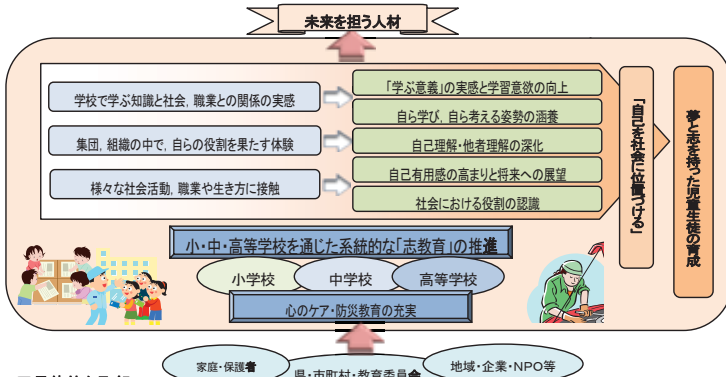 未来を担う人材
学校で学ぶ知識と社会, 職業との関係の実感
集団, 組織の中で, 自らの役割を果たす体験
様々な社会活動, 職業や生き方に接触
「学ぶ意義」の実感と学習意欲の向上
自ら学び, 自ら考える姿勢の涵養
自己理解・他者理解の深化
自己有用感の高まりと将来への展望
社会における役割の認識
「自己を社会に位置づける」
夢と志を持った児童生徒の育成
小・中・高等学校を通じた系統的な「志教育」の推進
小学校
中学校
高等学校
心のケア・防災教育の充実
家庭・保護者
県・市町村・教育委員会
地域・企業・NPO等